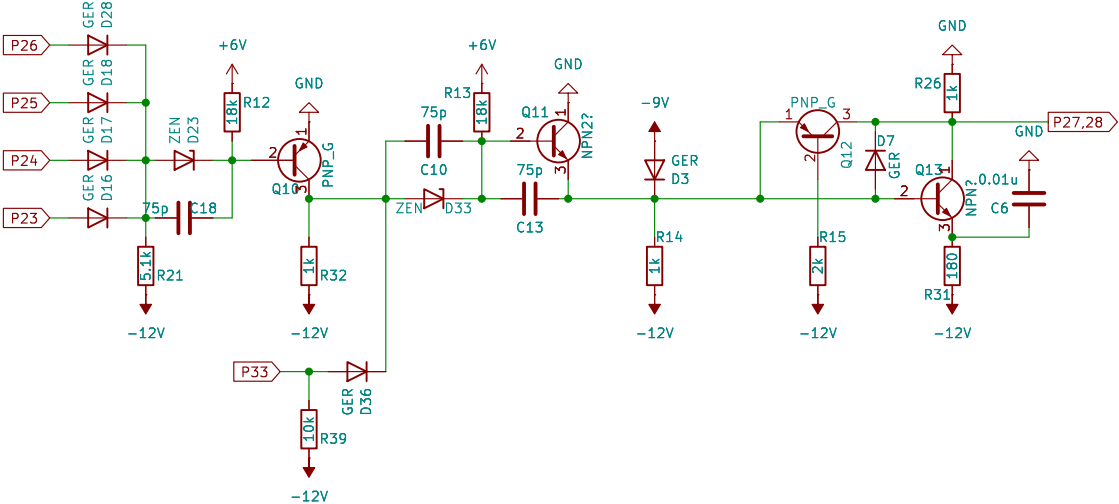 GER
D28
P26
GER
D18
P25
GER
D17
P24
GER
D16
P23
ZEN
D23
75p
C18
5.1k
R21
-12V
+6V
18k
R12
GND
1
2
3
Q10
PNP_G
1k
R32
-12V
P33
GER
D36
10k
R39
-12V
75p
C10
ZEN
D33
+6V
R13
18k
GND
Q11
1
2
3
NPN2?
75p
C13
-9V
GER
D3
R14
1k
-12V
PNP_G
1
3
2
Q12
R15
2k
-12V
D7
GER
GND
R26
1k
P27,28
GND
Q13
1
2
3
NPN?
0.01u
C6
180
R31
-12V